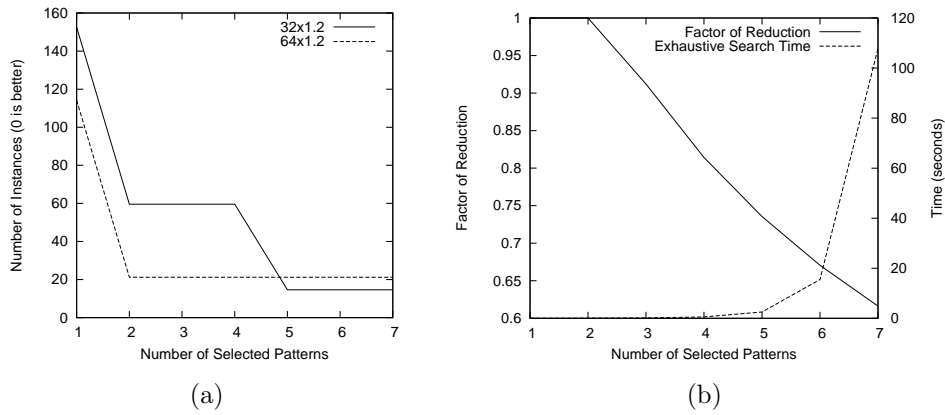 160
140
120
100
80
60
40
20
0
Number of Instances (0 is better)
32x1.2
64x1.2
1 2 3 4 5 6 7
Number of Selected Patterns
(a)
1
0.95
0.9
0.85
0.8
0.75
0.7
0.65
0.6
Factor of Reduction
Factor of Reduction
Exhaustive Search Time
120
100
80
60
40
20
0
Time (seconds)
1 2 3 4 5 6 7
Number of Selected Patterns
(b)